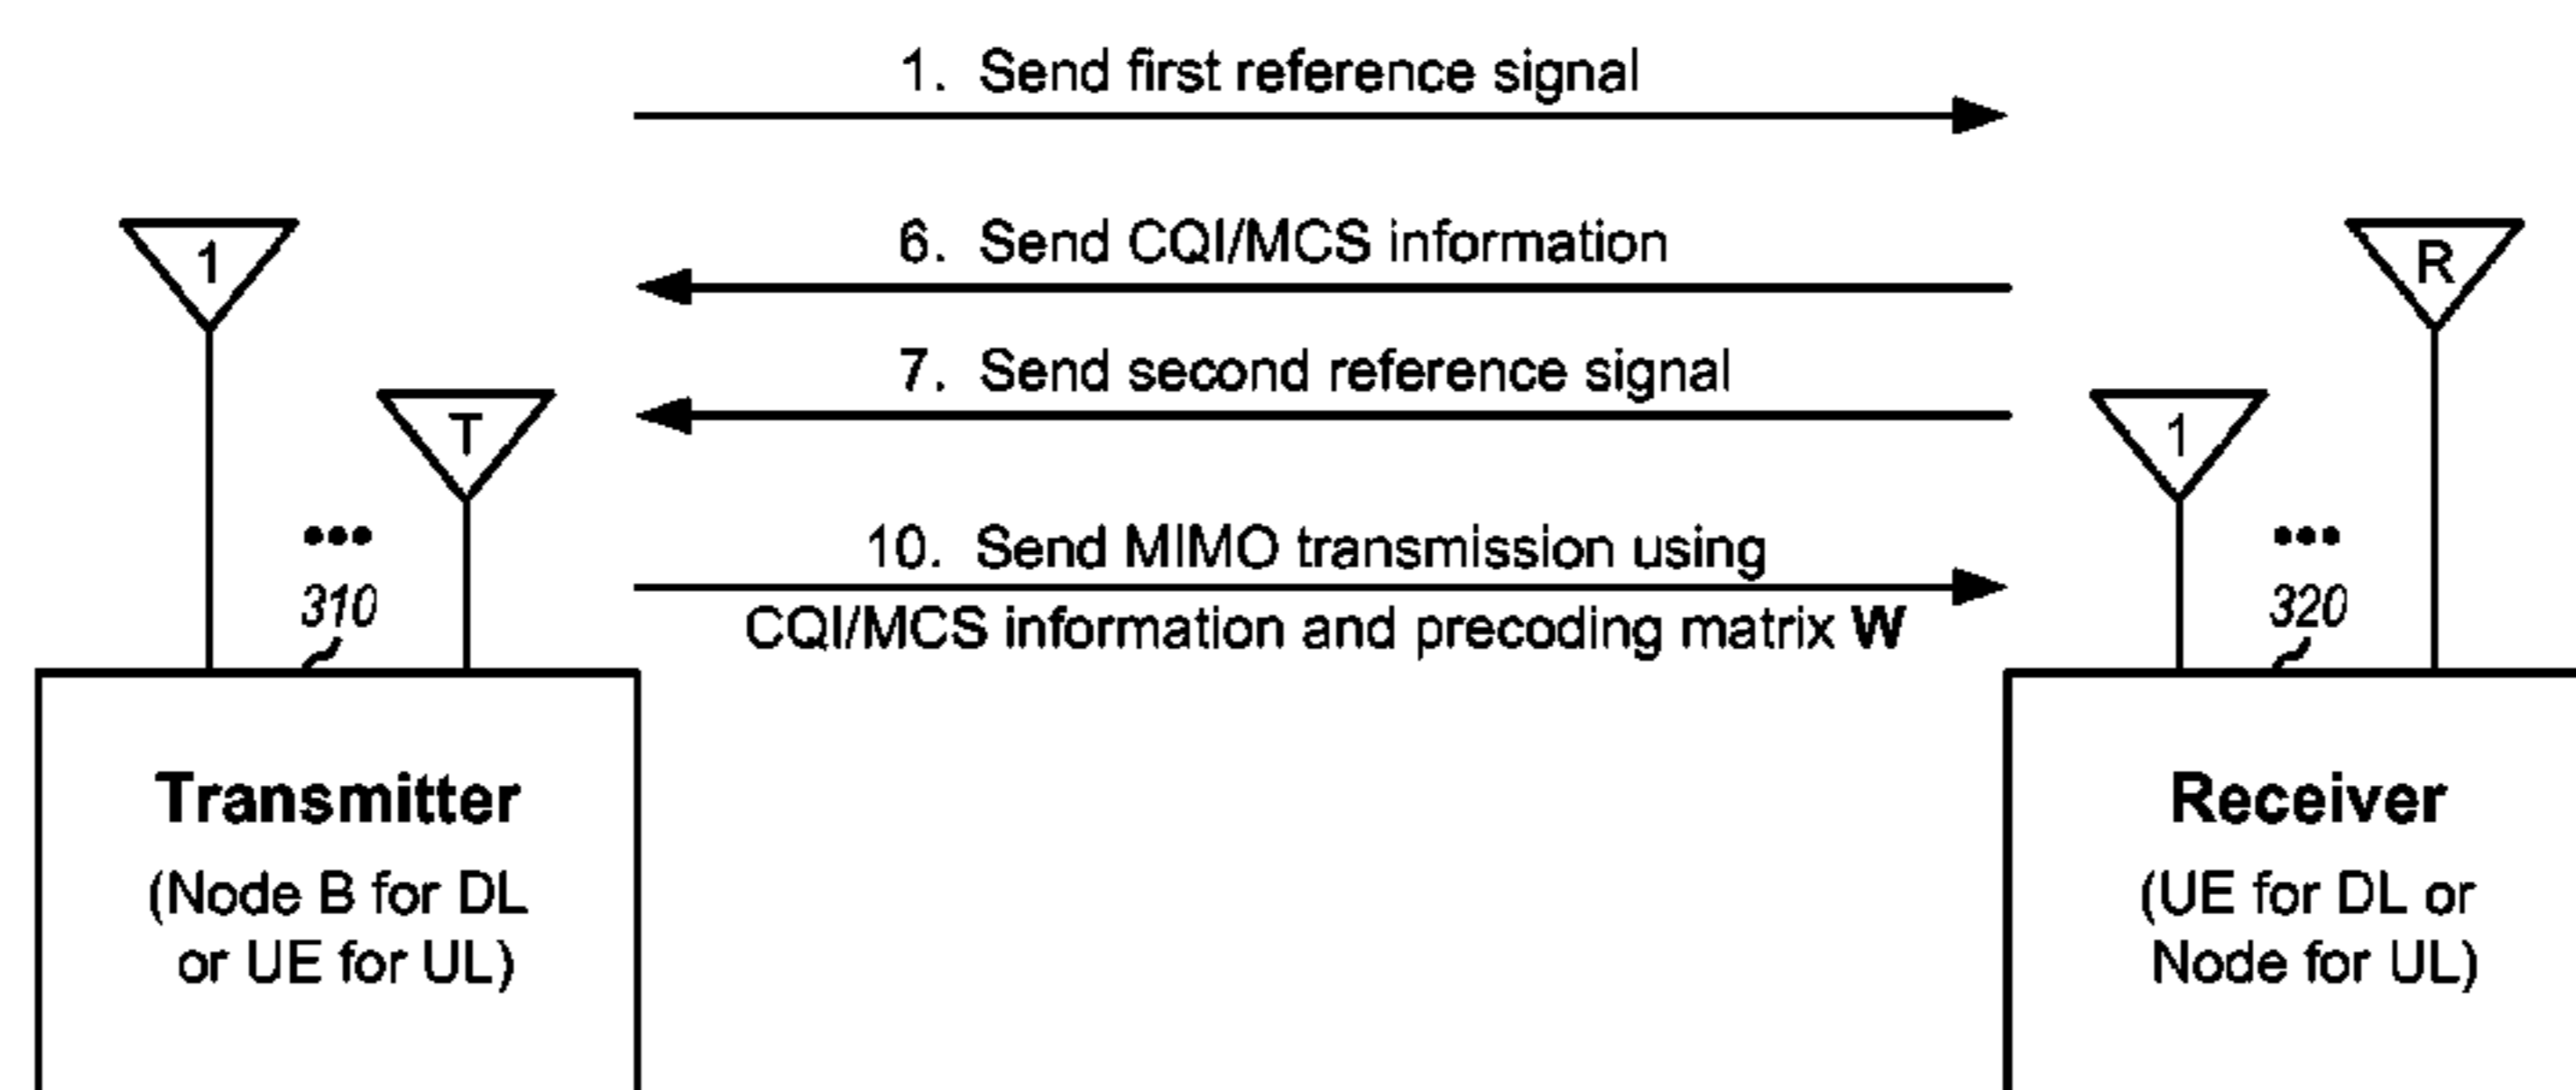 1. Send first reference signal
6. Send CQI/MCS information
7. Send second reference signal
10. Send MIMO transmission using
CQI/MCS information and precoding matrix W
1
T
•••
310
Transmitter
(Node B for DL
or UE for UL)
R
1
•••
320
Receiver
(UE for DL or
Node for UL)